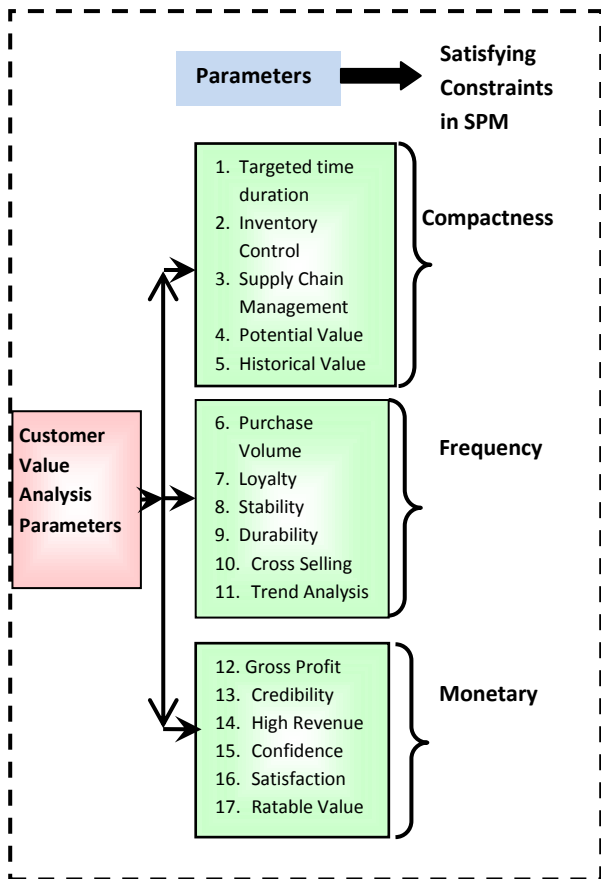 Parameters
Satisfying
Constraints
in SPM
1. Targeted time
duration
2. Inventory
Control
3. Supply Chain
Management
4. Potential Value
5. Historical Value
Compactness
Customer
Value
Analysis
Parameters
6. Purchase
Volume
7. Loyalty
8. Stability
9. Durability
10. Cross Selling
11. Trend Analysis
Frequency
12. Gross Profit
13. Credibility
14. High Revenue
15. Confidence
16. Satisfaction
17. Ratable Value
Monetary